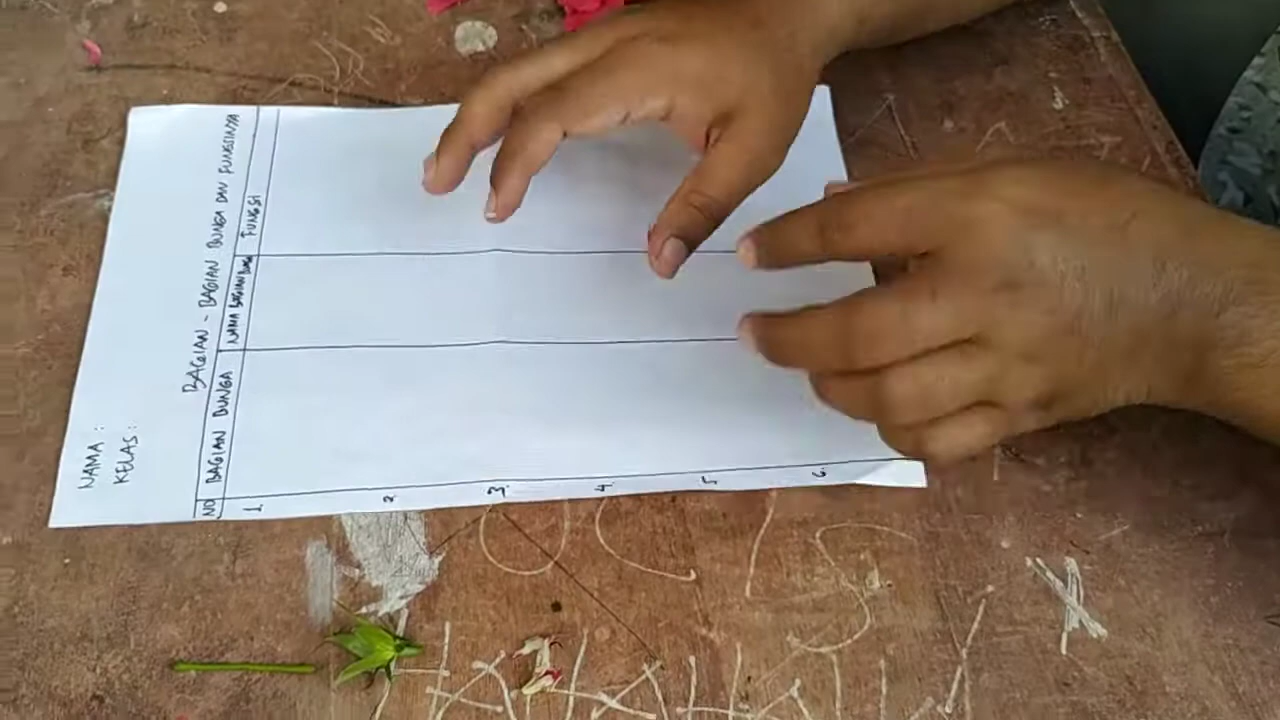 NAMA :
KELAS :
BAGIAN - BAGIAN BUNGA DAN FUNGSINYA
NO BAGIAN BUNGA NAMA BAGIAN BUNGA FUNGSI
1.
2.
3.
4.
5.
6.